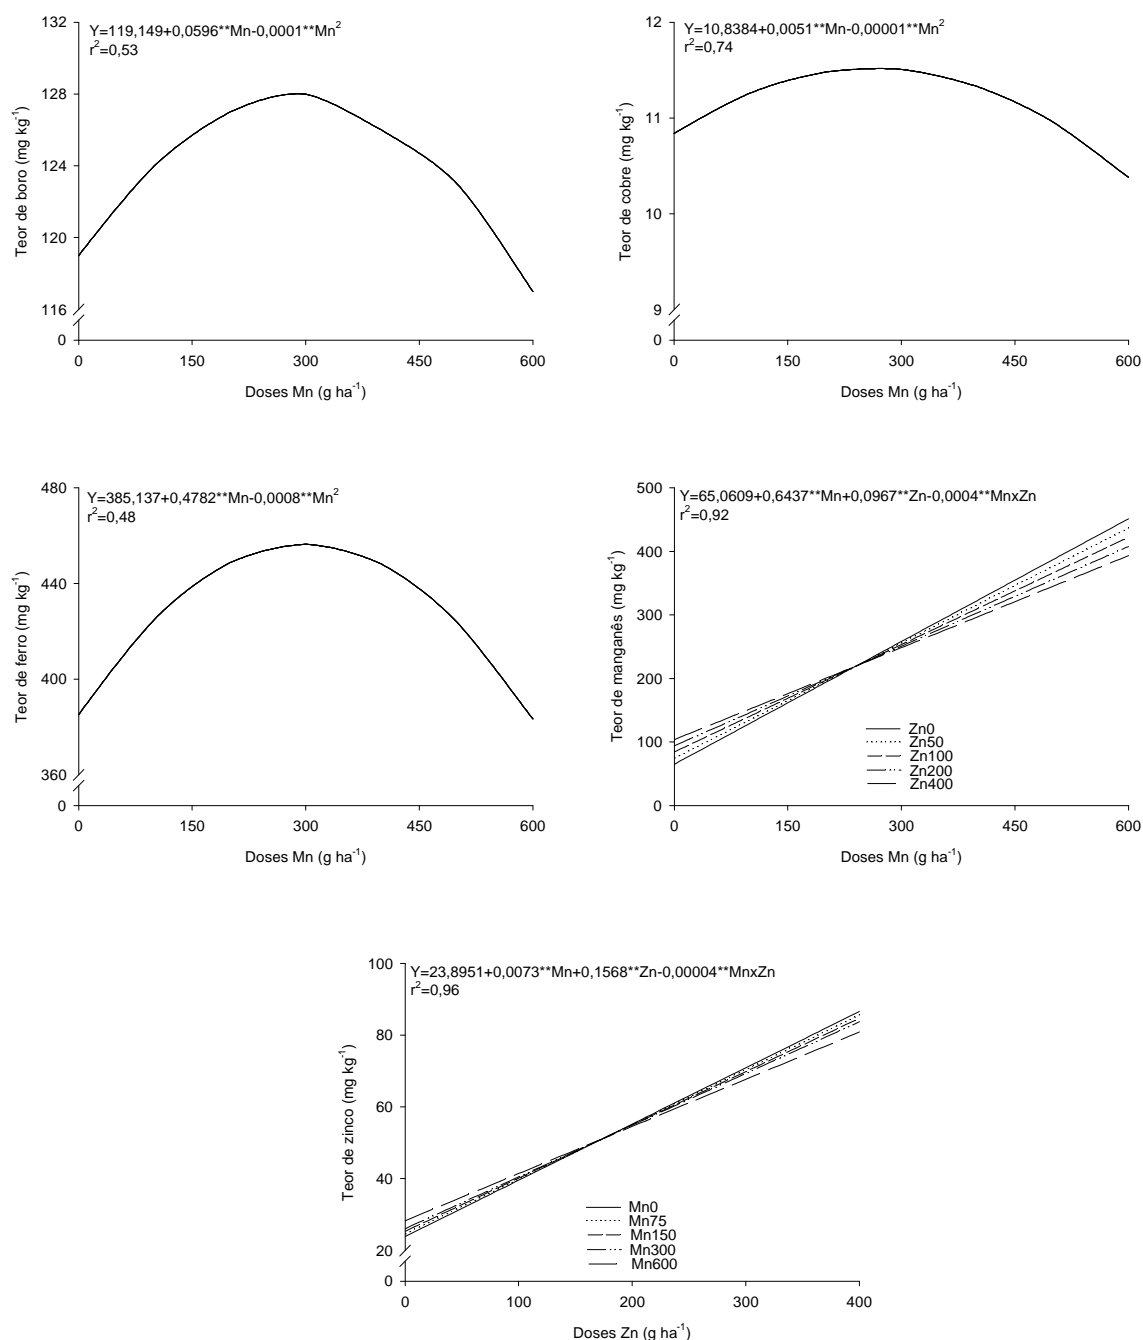 Y=119,149+0,0596**Mn-0,0001**Mn²
r²=0,53
Teor de boro (mg kg⁻¹)
132
128
124
120
116
0
0 150 300 450 600
Doses Mn (g ha⁻¹)
Y=10,8384+0,0051**Mn-0,00001**Mn²
r²=0,74
Teor de cobre (mg kg⁻¹)
12
11
10
9
0
0 150 300 450 600
Doses Mn (g ha⁻¹)
Y=385,137+0,4782**Mn-0,0008**Mn²
r²=0,48
Teor de ferro (mg kg⁻¹)
480
440
400
360
0
0 150 300 450 600
Doses Mn (g ha⁻¹)
Y=65,0609+0,6437**Mn+0,0967**Zn-0,0004**MnxZn
r²=0,92
Teor de manganês (mg kg⁻¹)
500
400
300
200
100
0
Zn0
Zn50
Zn100
Zn200
Zn400
0 150 300 450 600
Doses Mn (g ha⁻¹)
Y=23,8951+0,0073**Mn+0,1568**Zn-0,00004**MnxZn
r²=0,96
Teor de zinco (mg kg⁻¹)
100
80
60
40
20
0
Mn0
Mn75
Mn150
Mn300
Mn600
0 100 200 300 400
Doses Zn (g ha⁻¹)